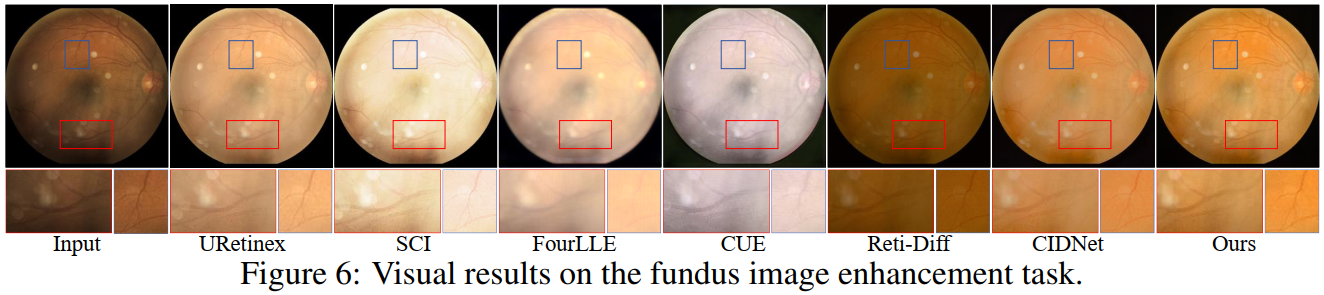 Input URetinex SCI FourLLE CUE Reti-Diff CIDNet Ours
Figure 6: Visual results on the fundus image enhancement task.